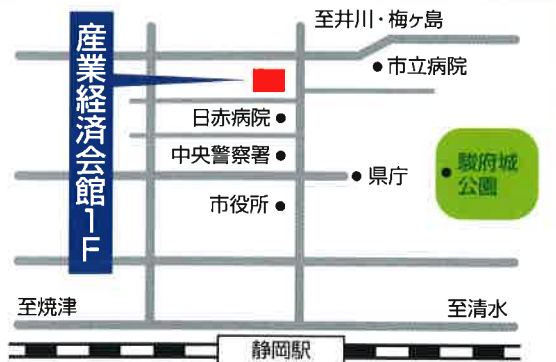 至井川・梅ヶ島
産業経済会館1F
市立病院
日赤病院
中央警察署
県庁
駿府城
公園
市役所
至焼津
至清水
静岡駅